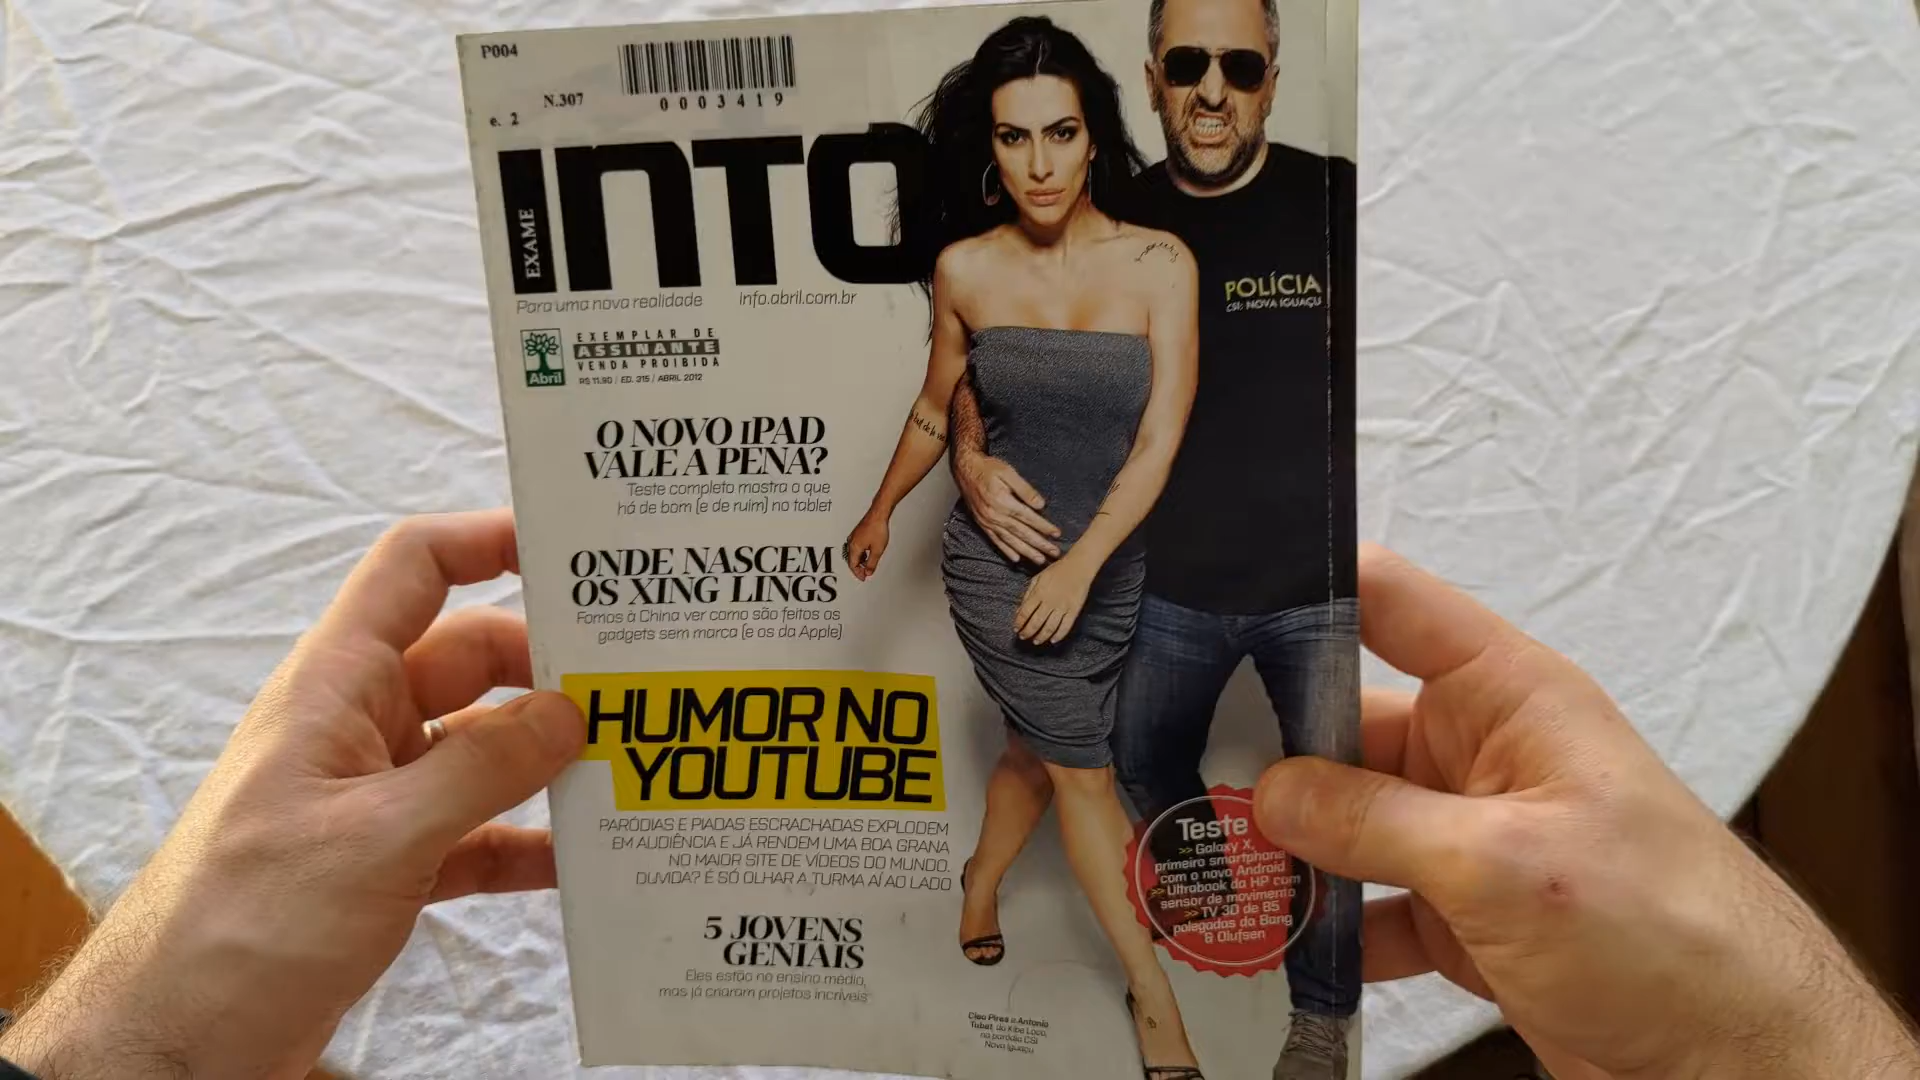 P004
N.307
e. 2
0003419
EXAME
INFO
Para uma nova realidade
info.abril.com.br
Abril
EXEMPLAR DE
ASSINANTE
VENDA PROIBIDA
R$ 11,90 / ED. 315 / ABRIL 2012
POLÍCIA
CSI: NOVA IGUAÇU
O NOVO iPAD
VALE A PENA?
Teste completo mostra o que
há de bom (e de ruim) no tablet
ONDE NASCEM
OS XING LINGS
Fomos à China ver como são feitos os
gadgets sem marca (e os da Apple)
HUMOR NO
YOUTUBE
PARÓDIAS E PIADAS ESCRACHADAS EXPLODEM
EM AUDIÊNCIA E JÁ RENDEM UMA BOA GRANA
NO MAIOR SITE DE VÍDEOS DO MUNDO.
DUVIDA? É SÓ OLHAR A TURMA AÍ AO LADO
5 JOVENS
GENIAIS
Eles estão no ensino médio,
mas já criaram projetos incríveis
Teste
>> Galaxy X,
primeiro smartphone
com o novo Android
>> Ultrabook da HP com
sensor de movimento
>> TV 3D de 85
polegadas da Bang
& Olufsen
Cleo Pires e Antonio
Tabet, do Kibe Loco,
na paródia CSI
Nova Iguaçu